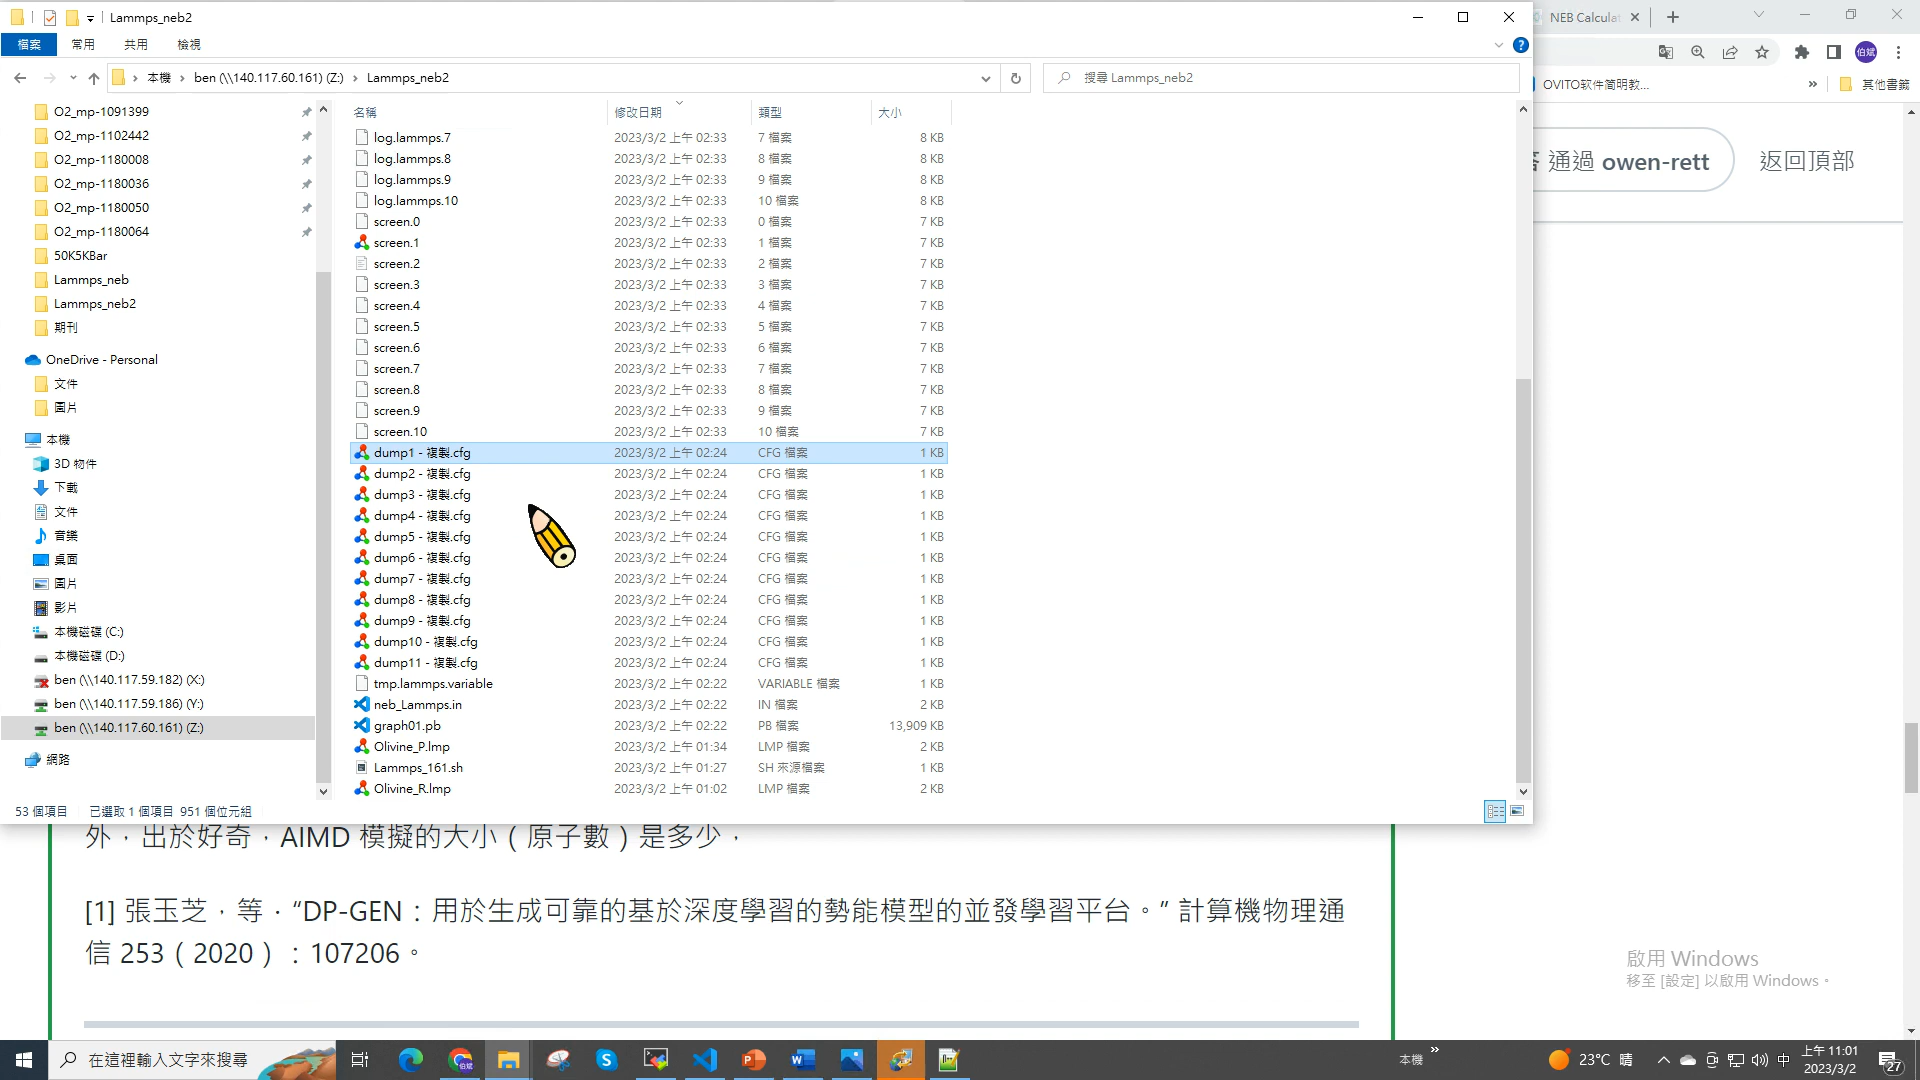 Lammps_neb2
NEB Calculat
檔案
常用
共用
檢視
本機
ben (\\140.117.60.161) (Z:)
Lammps_neb2
搜尋 Lammps_neb2
伯斌
OVITO软件简明教...
»
其他書籤
通過 owen-rett
返回頂部
O2_mp-1091399
O2_mp-1102442
O2_mp-1180008
O2_mp-1180036
O2_mp-1180050
O2_mp-1180064
50K5KBar
Lammps_neb
Lammps_neb2
期刊
OneDrive - Personal
文件
圖片
本機
3D 物件
下載
文件
音樂
桌面
圖片
影片
本機磁碟 (C:)
本機磁碟 (D:)
ben (\\140.117.59.182) (X:)
ben (\\140.117.59.186) (Y:)
ben (\\140.117.60.161) (Z:)
網路
名稱 修改日期 類型 大小
log.lammps.7 2023/3/2 上午 02:33 7 檔案 8 KB
log.lammps.8 2023/3/2 上午 02:33 8 檔案 8 KB
log.lammps.9 2023/3/2 上午 02:33 9 檔案 8 KB
log.lammps.10 2023/3/2 上午 02:33 10 檔案 8 KB
screen.0 2023/3/2 上午 02:33 0 檔案 7 KB
screen.1 2023/3/2 上午 02:33 1 檔案 7 KB
screen.2 2023/3/2 上午 02:33 2 檔案 7 KB
screen.3 2023/3/2 上午 02:33 3 檔案 7 KB
screen.4 2023/3/2 上午 02:33 4 檔案 7 KB
screen.5 2023/3/2 上午 02:33 5 檔案 7 KB
screen.6 2023/3/2 上午 02:33 6 檔案 7 KB
screen.7 2023/3/2 上午 02:33 7 檔案 7 KB
screen.8 2023/3/2 上午 02:33 8 檔案 7 KB
screen.9 2023/3/2 上午 02:33 9 檔案 7 KB
screen.10 2023/3/2 上午 02:33 10 檔案 7 KB
dump1 - 複製.cfg 2023/3/2 上午 02:24 CFG 檔案 1 KB
dump2 - 複製.cfg 2023/3/2 上午 02:24 CFG 檔案 1 KB
dump3 - 複製.cfg 2023/3/2 上午 02:24 CFG 檔案 1 KB
dump4 - 複製.cfg 2023/3/2 上午 02:24 CFG 檔案 1 KB
dump5 - 複製.cfg 2023/3/2 上午 02:24 CFG 檔案 1 KB
dump6 - 複製.cfg 2023/3/2 上午 02:24 CFG 檔案 1 KB
dump7 - 複製.cfg 2023/3/2 上午 02:24 CFG 檔案 1 KB
dump8 - 複製.cfg 2023/3/2 上午 02:24 CFG 檔案 1 KB
dump9 - 複製.cfg 2023/3/2 上午 02:24 CFG 檔案 1 KB
dump10 - 複製.cfg 2023/3/2 上午 02:24 CFG 檔案 1 KB
dump11 - 複製.cfg 2023/3/2 上午 02:24 CFG 檔案 1 KB
tmp.lammps.variable 2023/3/2 上午 02:22 VARIABLE 檔案 1 KB
neb_Lammps.in 2023/3/2 上午 02:22 IN 檔案 2 KB
graph01.pb 2023/3/2 上午 02:22 PB 檔案 13,909 KB
Olivine_P.lmp 2023/3/2 上午 01:34 LMP 檔案 2 KB
Lammps_161.sh 2023/3/2 上午 01:27 SH 來源檔案 1 KB
Olivine_R.lmp 2023/3/2 上午 01:02 LMP 檔案 2 KB
53 個項目 已選取 1 個項目 951 個位元組
外，出於好奇，AIMD 模擬的大小（原子數）是多少，
[1] 張玉芝，等．“DP-GEN：用於生成可靠的基於深度學習的勢能模型的並發學習平台。” 計算機物理通
信 253（2020）：107206。
啟用 Windows
移至 [設定] 以啟用 Windows。
在這裡輸入文字來搜尋
伯斌
本機
»
23°C 晴
中
上午 11:01
2023/3/2
27